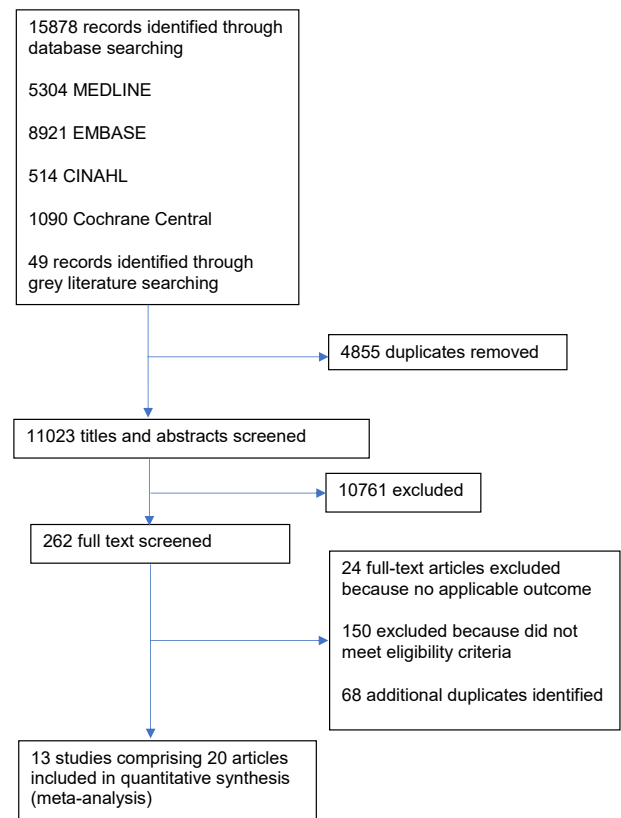 15878 records identified through
database searching
5304 MEDLINE
8921 EMBASE
514 CINAHL
1090 Cochrane Central
49 records identified through
grey literature searching
4855 duplicates removed
11023 titles and abstracts screened
10761 excluded
262 full text screened
24 full-text articles excluded
because no applicable outcome
150 excluded because did not
meet eligibility criteria
68 additional duplicates identified
13 studies comprising 20 articles
included in quantitative synthesis
(meta-analysis)